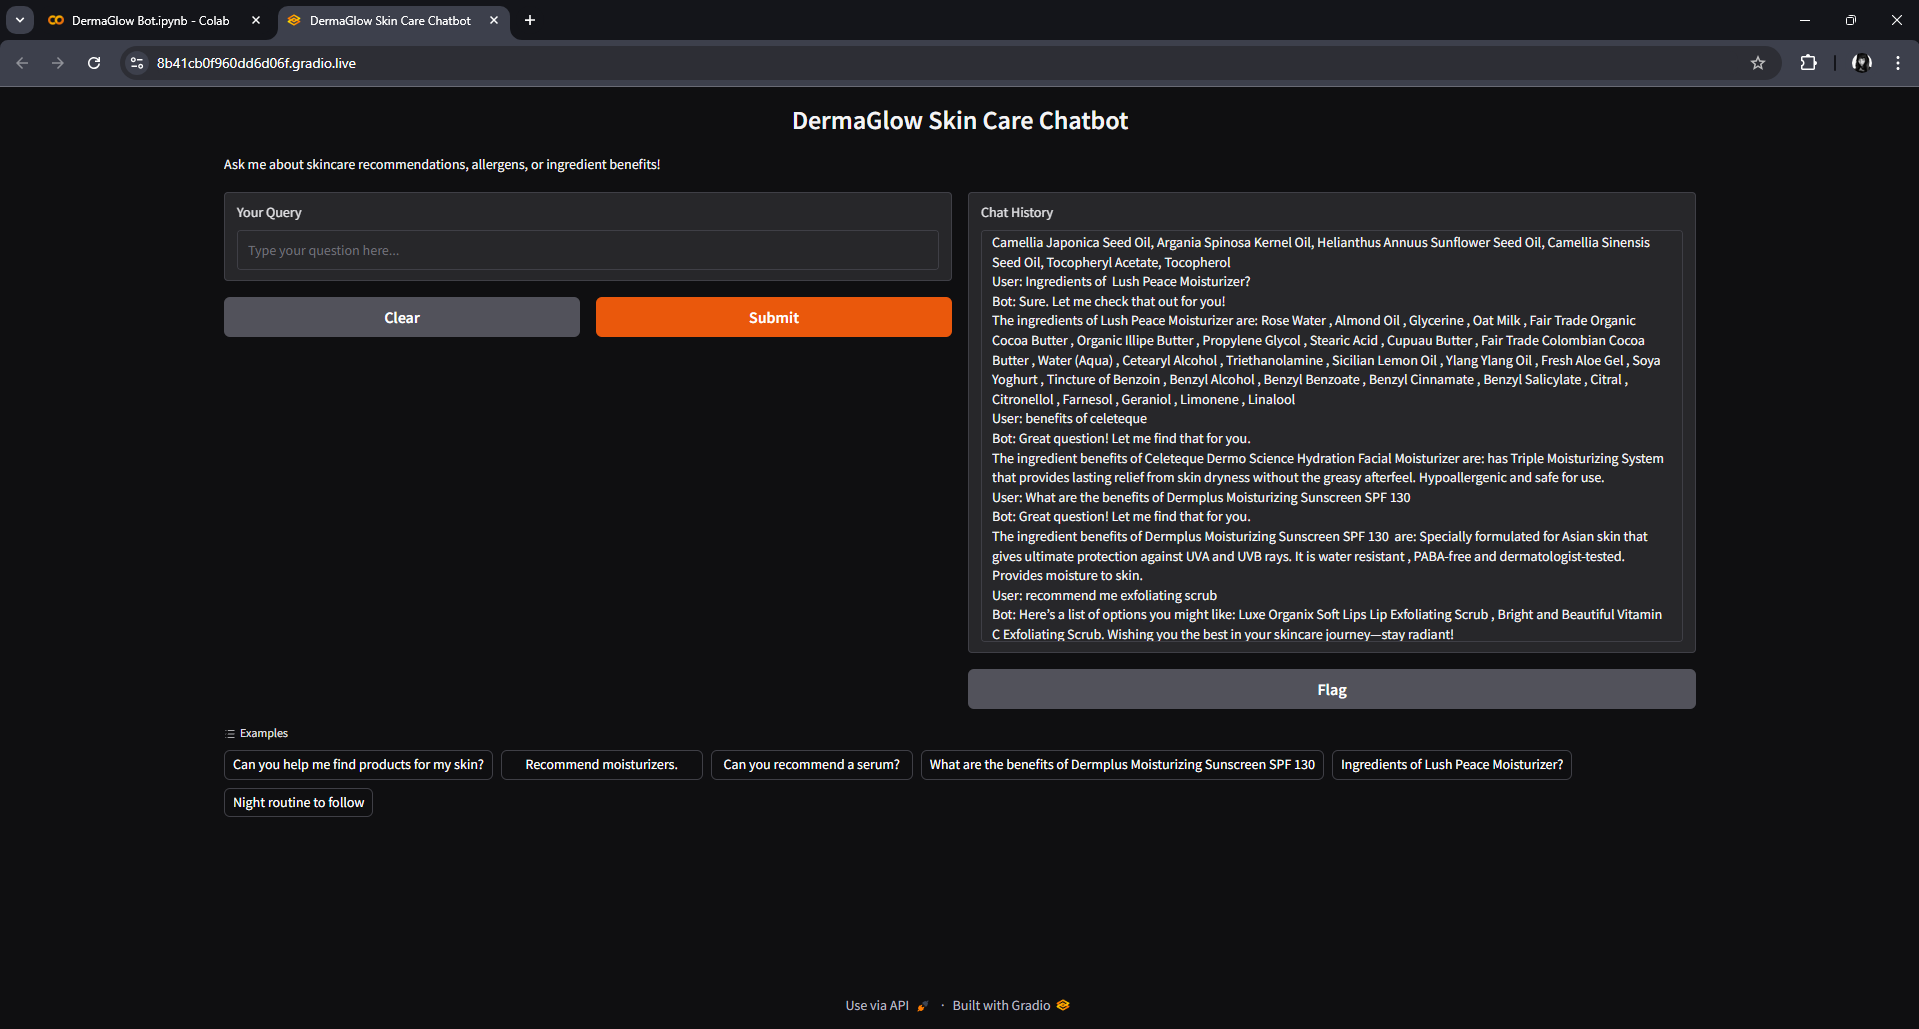 DermaGlow Bot.ipynb - Colab
DermaGlow Skin Care Chatbot
8b41cb0f960dd6d06f.gradio.live
DermaGlow Skin Care Chatbot
Ask me about skincare recommendations, allergens, or ingredient benefits!
Your Query
Type your question here...
Clear
Submit
Chat History
Camellia Japonica Seed Oil, Argania Spinosa Kernel Oil, Helianthus Annuus Sunflower Seed Oil, Camellia Sinensis
Seed Oil, Tocopheryl Acetate, Tocopherol
User: Ingredients of  Lush Peace Moisturizer?
Bot: Sure. Let me check that out for you!
The ingredients of Lush Peace Moisturizer are: Rose Water , Almond Oil , Glycerine , Oat Milk , Fair Trade Organic
Cocoa Butter , Organic Illipe Butter , Propylene Glycol , Stearic Acid , Cupuau Butter , Fair Trade Colombian Cocoa
Butter , Water (Aqua) , Cetearyl Alcohol , Triethanolamine , Sicilian Lemon Oil , Ylang Ylang Oil , Fresh Aloe Gel , Soya
Yoghurt , Tincture of Benzoin , Benzyl Alcohol , Benzyl Benzoate , Benzyl Cinnamate , Benzyl Salicylate , Citral ,
Citronellol , Farnesol , Geraniol , Limonene , Linalool
User: benefits of celeteque
Bot: Great question! Let me find that for you.
The ingredient benefits of Celeteque Dermo Science Hydration Facial Moisturizer are: has Triple Moisturizing System
that provides lasting relief from skin dryness without the greasy afterfeel. Hypoallergenic and safe for use.
User: What are the benefits of Dermplus Moisturizing Sunscreen SPF 130
Bot: Great question! Let me find that for you.
The ingredient benefits of Dermplus Moisturizing Sunscreen SPF 130  are: Specially formulated for Asian skin that
gives ultimate protection against UVA and UVB rays. It is water resistant , PABA-free and dermatologist-tested.
Provides moisture to skin.
User: recommend me exfoliating scrub
Bot: Here's a list of options you might like: Luxe Organix Soft Lips Lip Exfoliating Scrub , Bright and Beautiful Vitamin
C Exfoliating Scrub. Wishing you the best in your skincare journey—stay radiant!
Flag
Examples
Can you help me find products for my skin?
Recommend moisturizers.
Can you recommend a serum?
What are the benefits of Dermplus Moisturizing Sunscreen SPF 130
Ingredients of Lush Peace Moisturizer?
Night routine to follow
Use via API · Built with Gradio